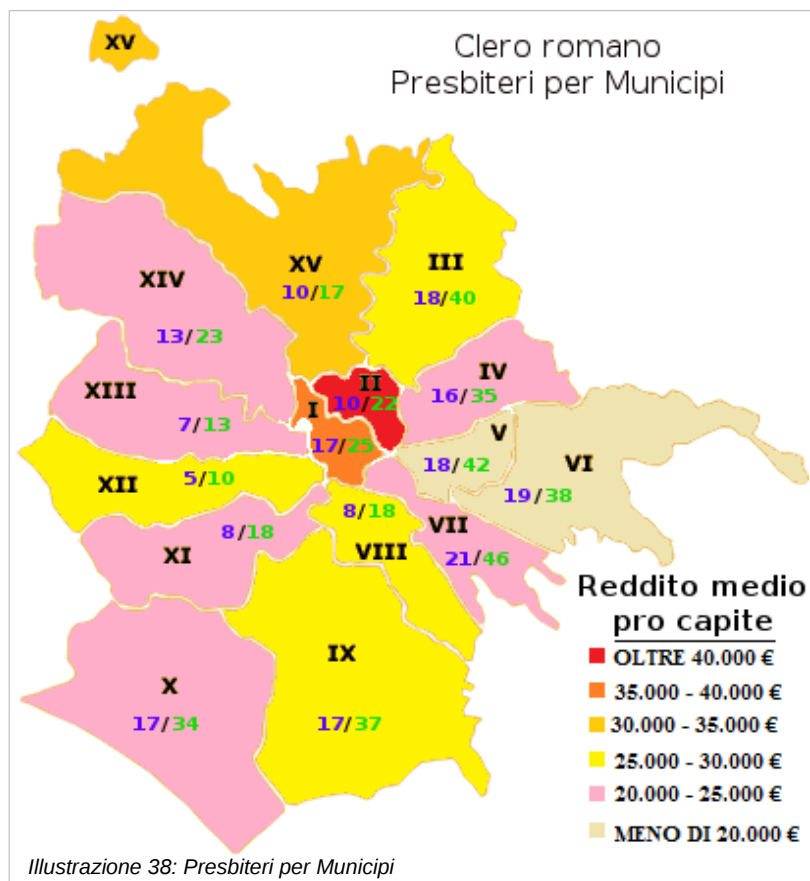 Clero romano
Presbiteri per Municipi
XV
XV
10/17
III
18/40
XIV
13/23
II
10/22
I
17/25
IV
16/35
XIII
7/13
V
18/42
VI
19/38
XII
5/10
8/18
VIII
VII
21/46
8/18
XI
IX
17/37
X
17/34
Reddito medio
pro capite
OLTRE 40.000 €
35.000 - 40.000 €
30.000 - 35.000 €
25.000 - 30.000 €
20.000 - 25.000 €
MENO DI 20.000 €
Illustrazione 38: Presbiteri per Municipi